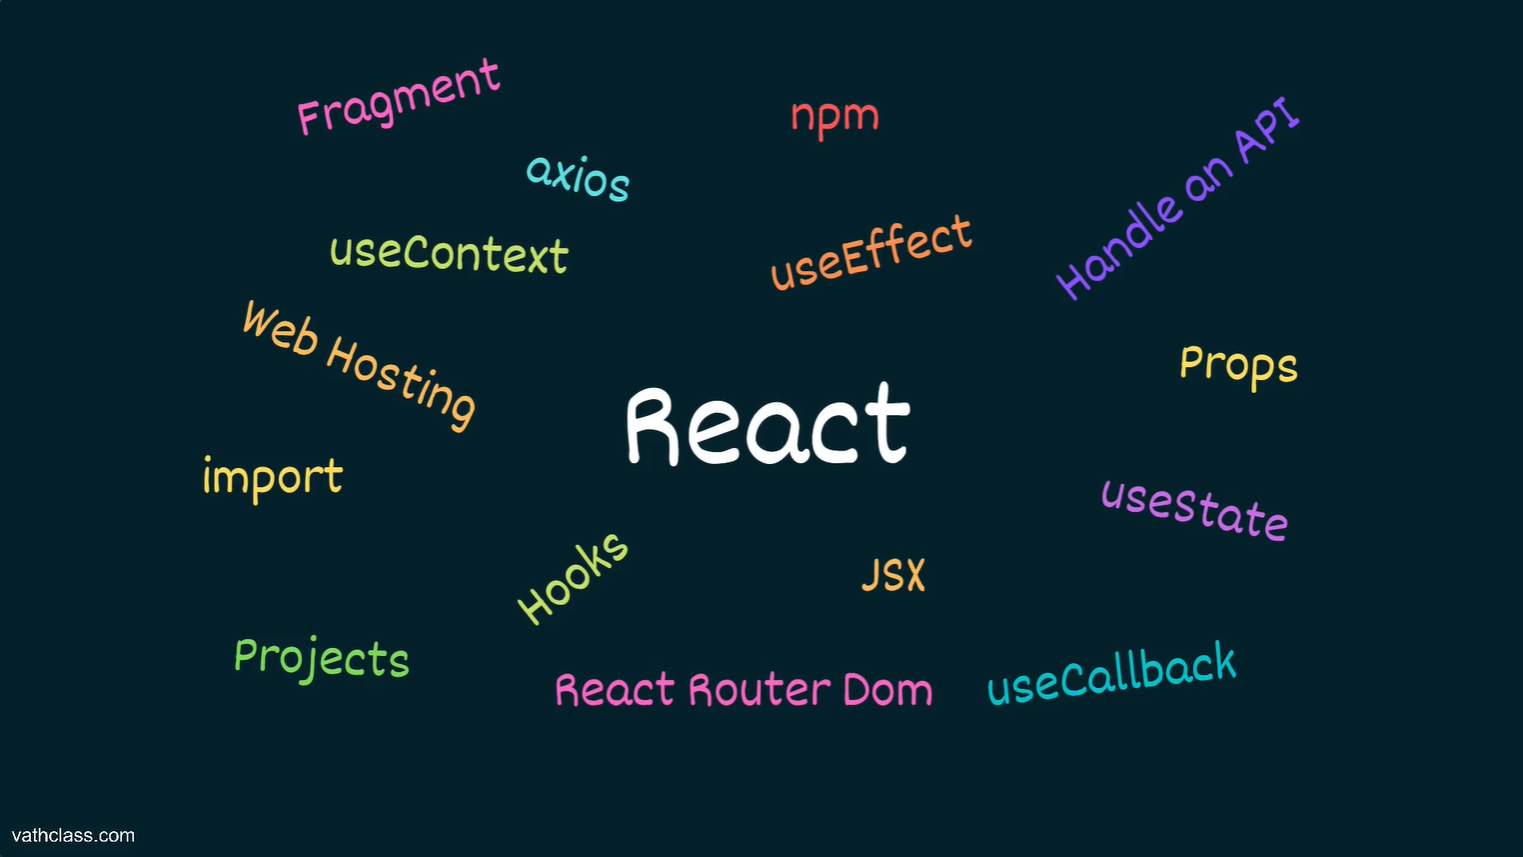 Fragment
npm
Handle an API
axios
useContext
useEffect
Web Hosting
Props
React
import
useState
Hooks
JSX
Projects
React Router Dom
useCallback
vathclass.com